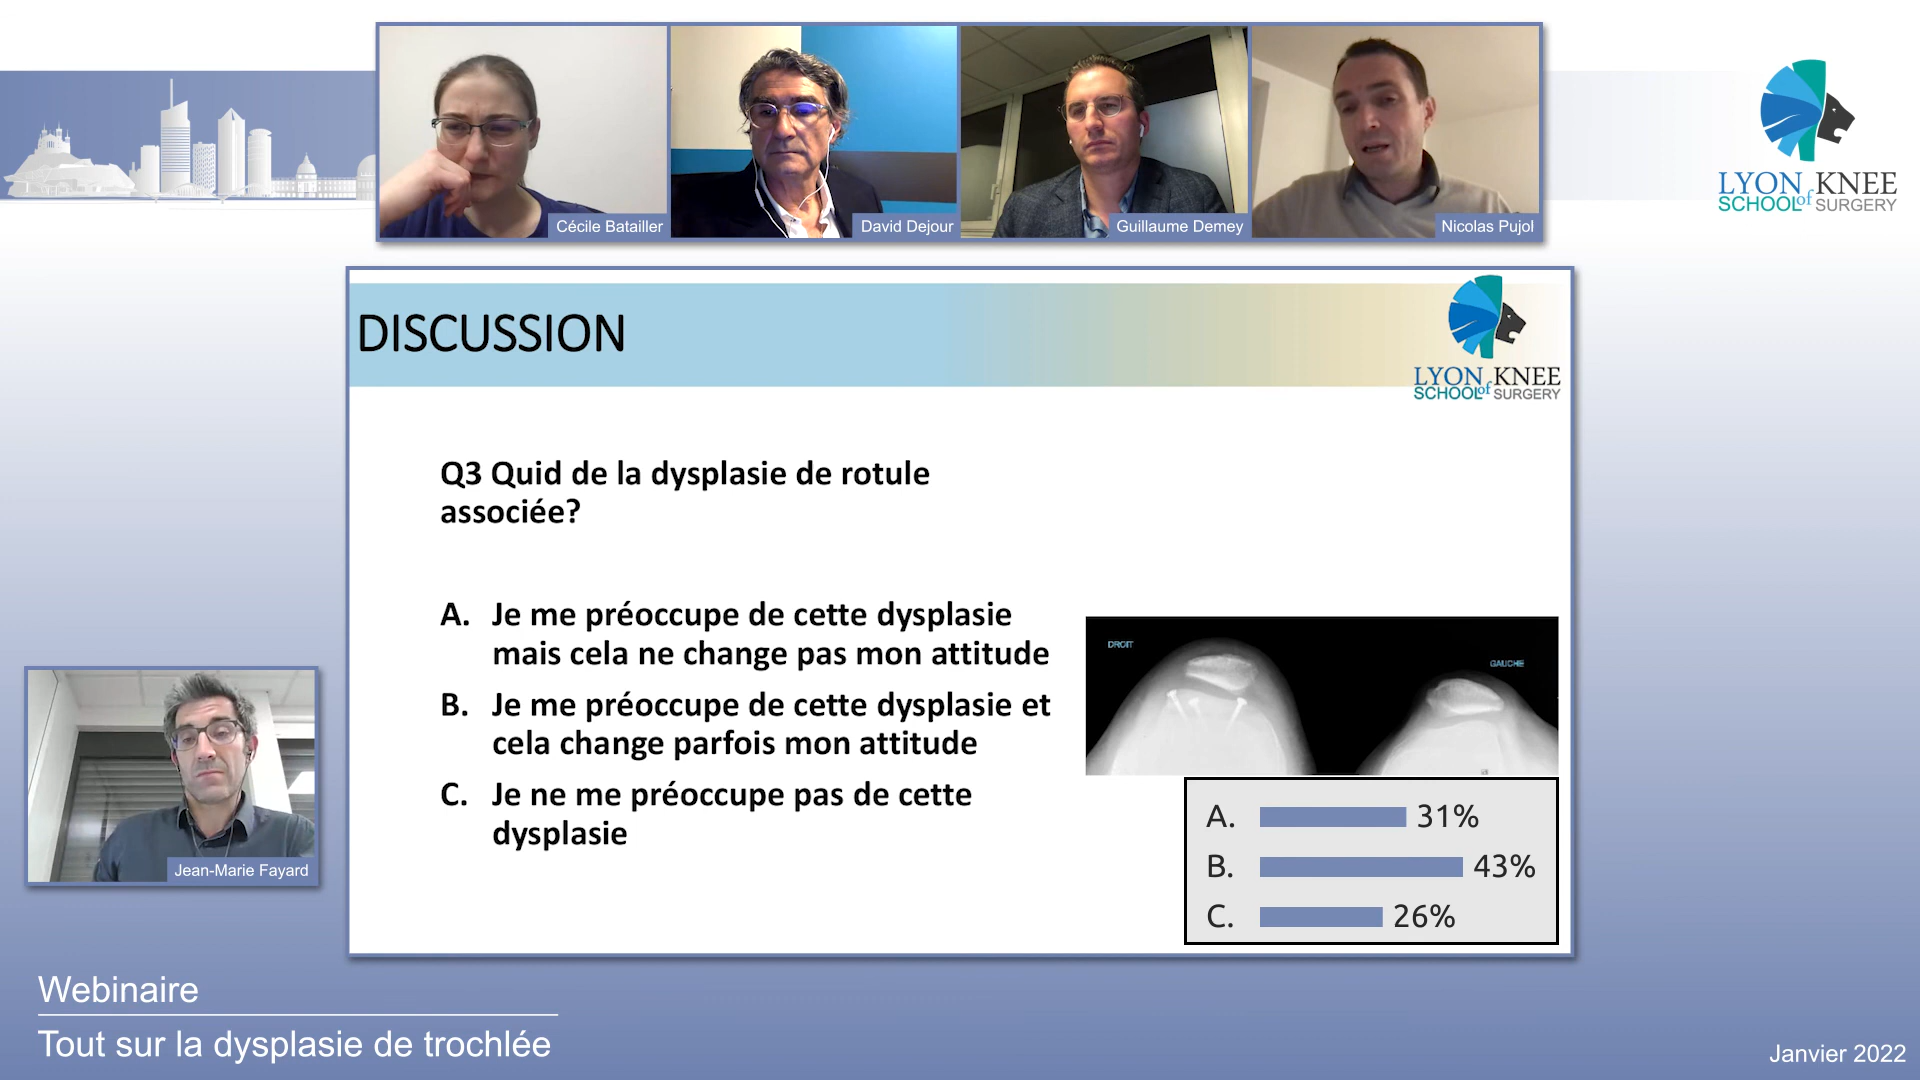 Cécile Batailler
David Dejour
Guillaume Demey
Nicolas Pujol
LYON KNEE
SCHOOL of SURGERY
DISCUSSION
LYON KNEE
SCHOOL of SURGERY
Q3 Quid de la dysplasie de rotule
associée?
A. Je me préoccupe de cette dysplasie
mais cela ne change pas mon attitude
B. Je me préoccupe de cette dysplasie et
cela change parfois mon attitude
C. Je ne me préoccupe pas de cette
dysplasie
DROIT
GAUCHE
A. 31%
B. 43%
C. 26%
Jean-Marie Fayard
Webinaire
Tout sur la dysplasie de trochlée
Janvier 2022